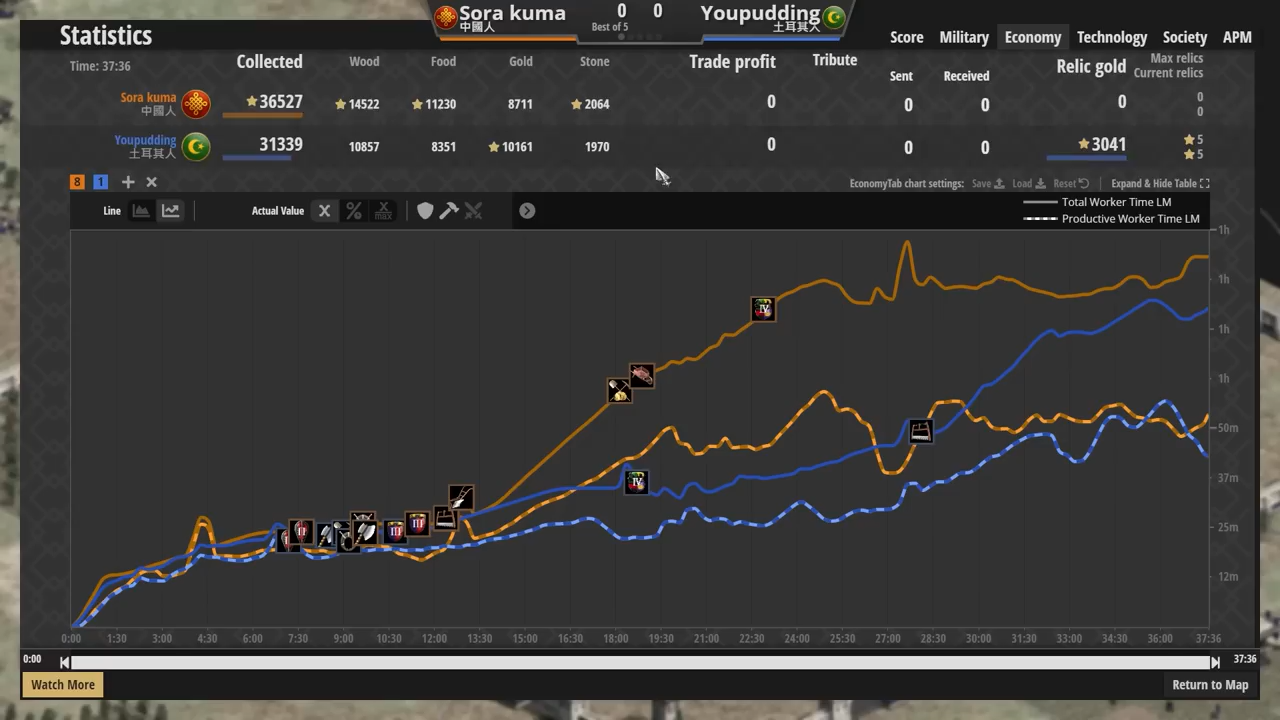 Sora kuma 0 0 Youpudding
中國人 Best of 5 土耳其人
Statistics
Score Military Economy Technology Society APM
Time: 37:36
Collected Wood Food Gold Stone Trade profit Tribute Sent Received Relic gold Max relics
Current relics
Sora kuma 36527 14522 11230 8711 2064 0 0 0 0 0
中國人 0
Youpudding 31339 10857 8351 10161 1970 0 0 0 3041 5
土耳其人 5
8 1 EconomyTab chart settings: Save Load Reset Expand & Hide Table
Line Actual Value X % X
max
Total Worker Time LM
Productive Worker Time LM
1h
1h
1h
1h
50m
37m
25m
12m
IV
IV
II
III
III
0:00 1:30 3:00 4:30 6:00 7:30 9:00 10:30 12:00 13:30 15:00 16:30 18:00 19:30 21:00 22:30 24:00 25:30 27:00 28:30 30:00 31:30 33:00 34:30 36:00 37:36
0:00 37:36
Watch More Return to Map